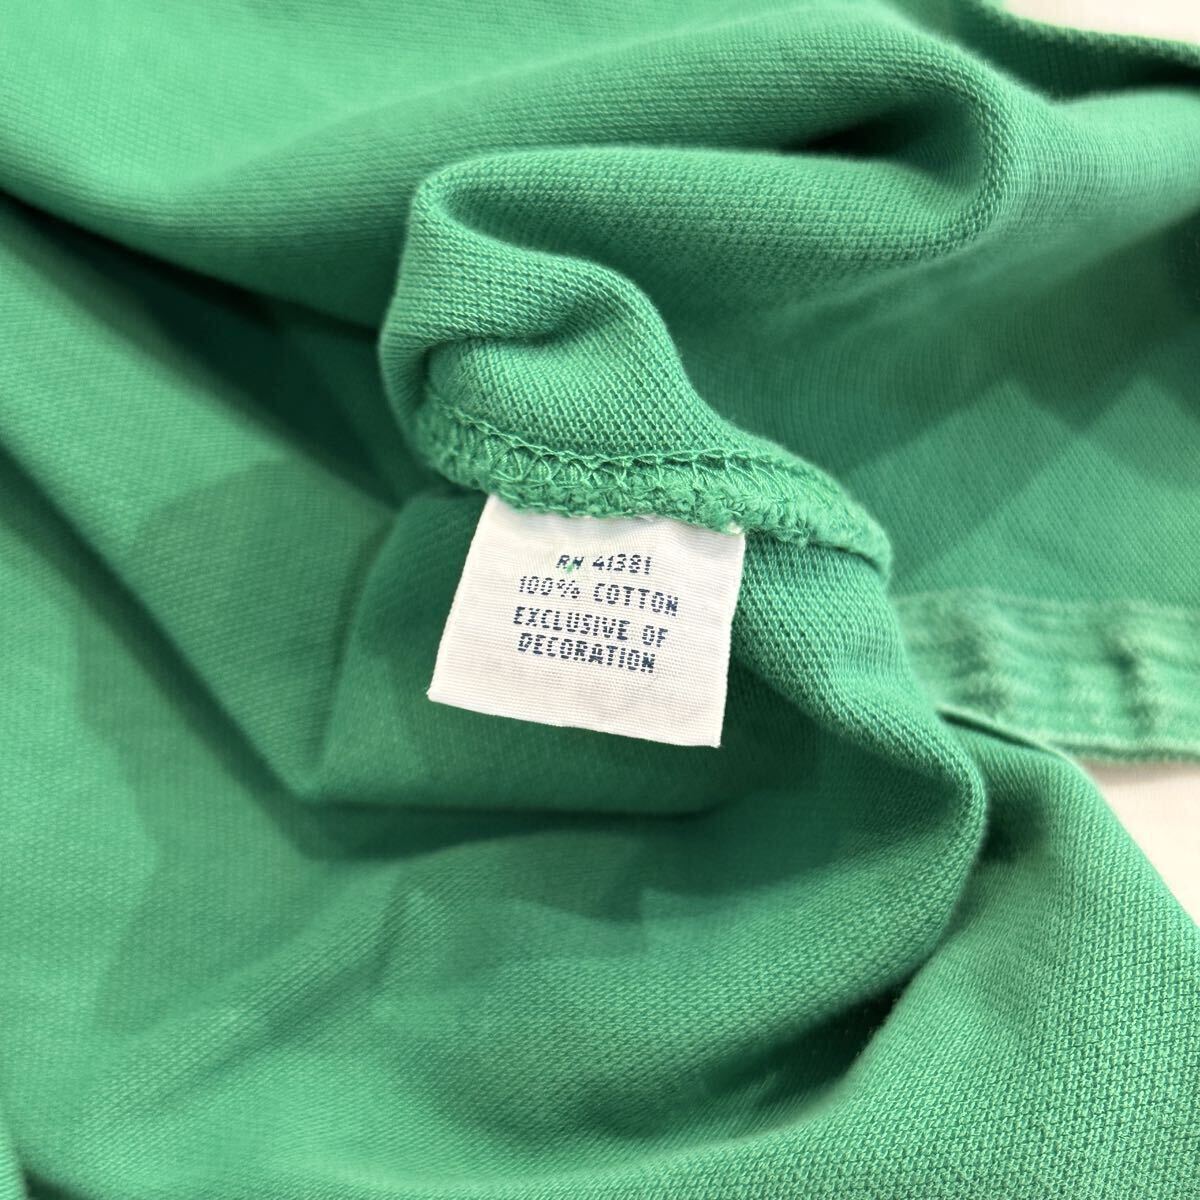 RN 41381
100% COTTON
EXCLUSIVE OF
DECORATION